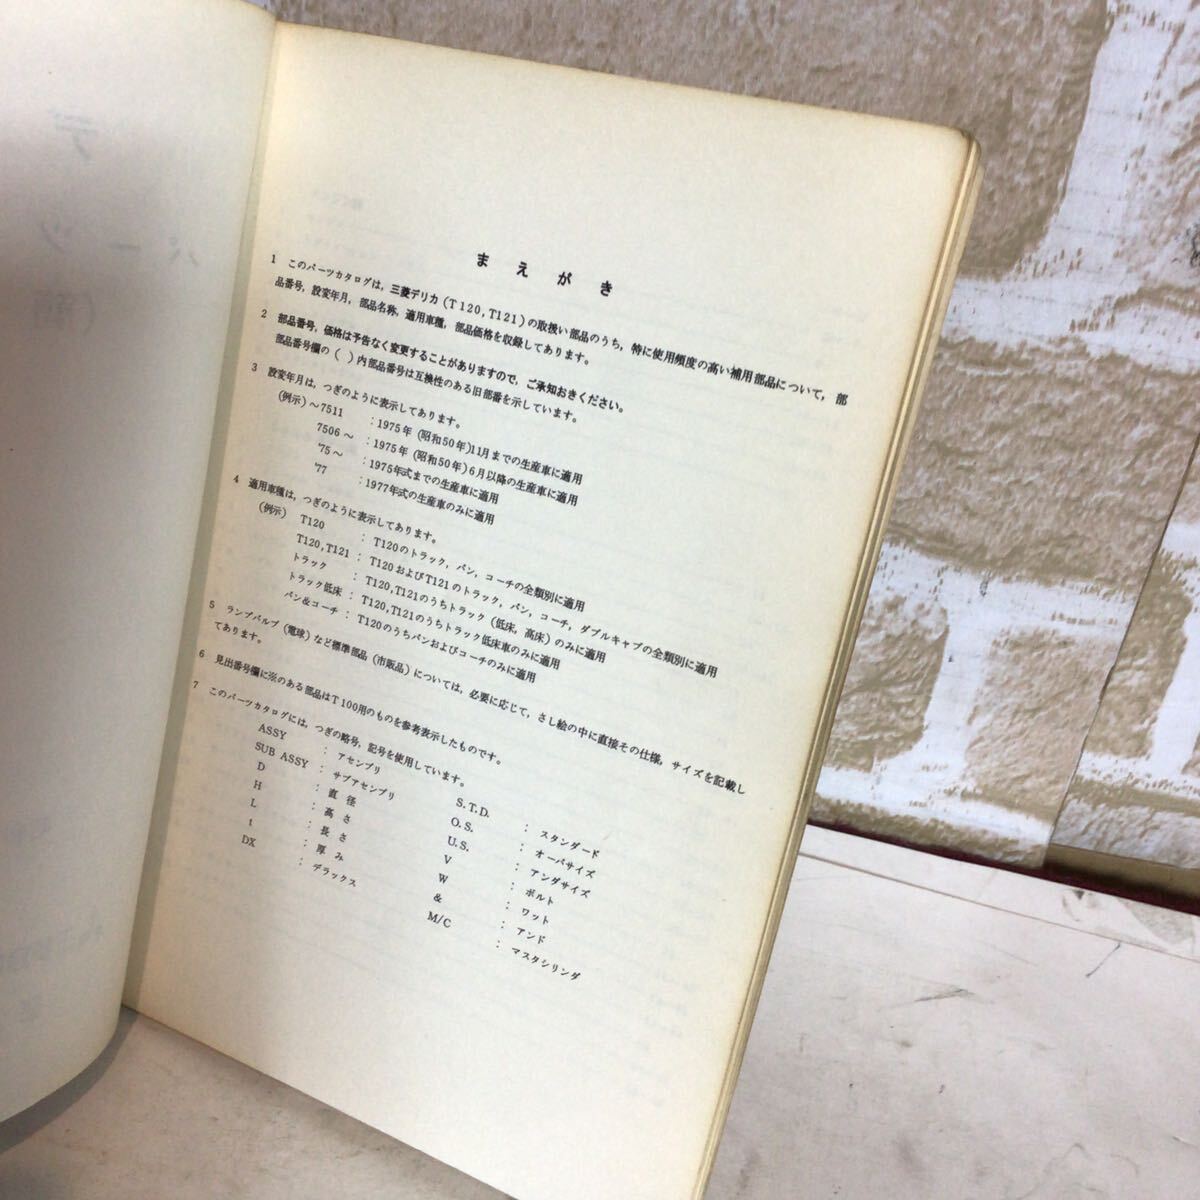 まえがき
1 このパーツカタログは，三菱デリカ(T120,T121)の取扱い部品のうち，特に使用頻度の高い補用部品について，部
品番号，設変年月，部品名称，適用車種，部品価格を収録してあります。
2 部品番号，価格は予告なく変更することがありますので，ご承知おきください。
部品番号欄の( )内部品番号は互換性のある旧部番を示しています。
3 設変年月は，つぎのように表示してあります。
(例示)～7511 ：1975年(昭和50年)11月までの生産車に適用
7506～ ：1975年(昭和50年)6月以降の生産車に適用
'75～ ：1975年式までの生産車に適用
'77 ：1977年式の生産車のみに適用
4 適用車種は，つぎのように表示してあります。
(例示) T120 ：T120のトラック，バン，コーチの全類別に適用
T120,T121 ：T120およびT121のトラック，バン，コーチ，ダブルキャブの全類別に適用
トラック ：T120,T121のうちトラック(低床，高床)のみに適用
トラック低床 ：T120,T121のうちトラック低床車のみに適用
バン&コーチ ：T120のうちバンおよびコーチのみに適用
5 ランプバルブ(電球)など標準部品(市販品)については，必要に応じて，さし絵の中に直接その仕様，サイズを記載し
てあります。
6 見出番号欄に※のある部品はT100用のものを参考表示したものです。
7 このパーツカタログには，つぎの略号，記号を使用しています。
ASSY ：アセンブリ
SUB ASSY ：サブアセンブリ
D ：直径
H ：高さ
L ：長さ
t ：厚み
DX ：デラックス
S.T.D. ：スタンダード
O.S. ：オーバサイズ
U.S. ：アンダサイズ
V ：ボルト
W ：ワット
& ：アンド
M/C ：マスタシリンダ